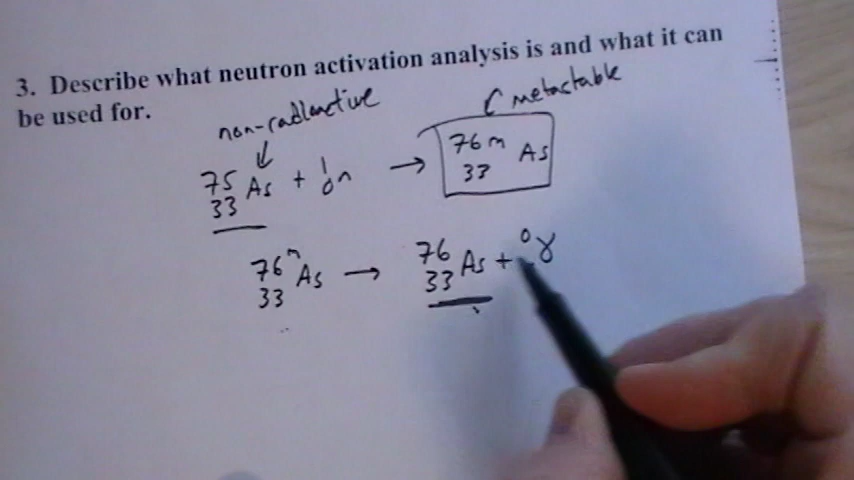 3. Describe what neutron activation analysis is and what it can
be used for.
non-radioactive
metastable
75 33 As + 1 0 n → 76m 33 As
76m 33 As → 76 33 As + 0 γ